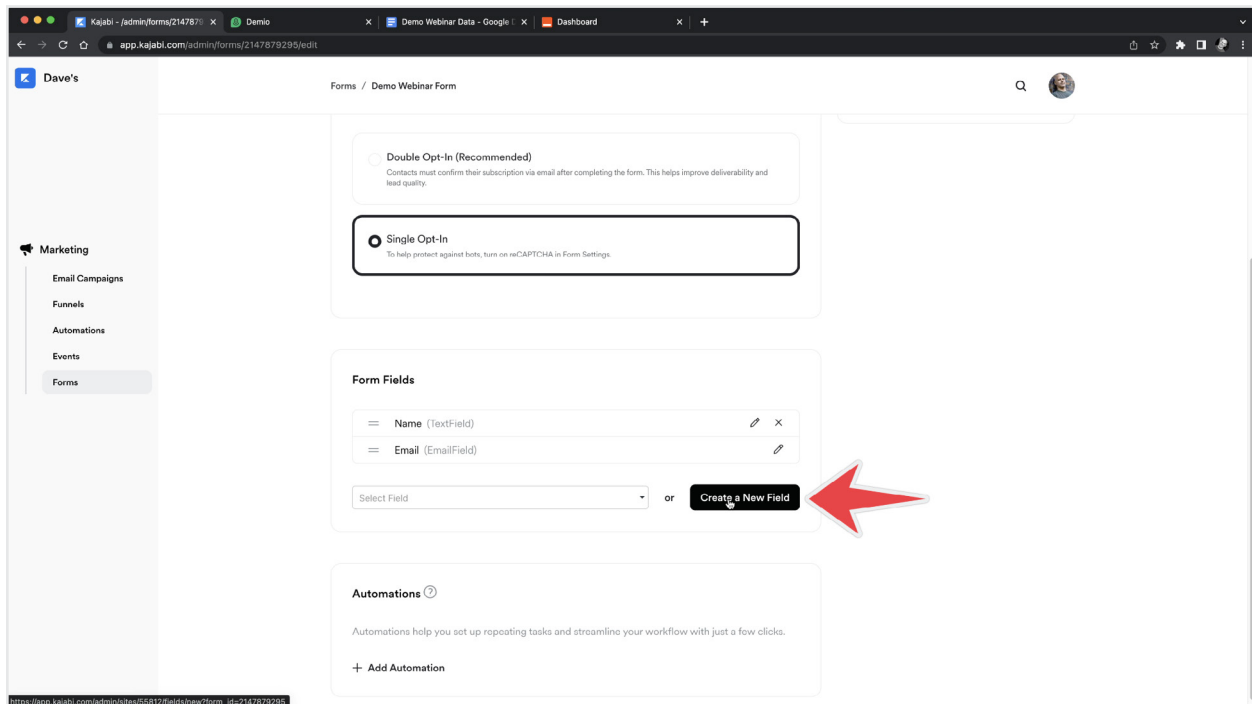 Kajabi - /admin/forms/2147879
Demio
Demo Webinar Data - Google
Dashboard
app.kajabi.com/admin/forms/2147879295/edit
Dave's
Forms / Demo Webinar Form
Double Opt-In (Recommended)
Contacts must confirm their subscription via email after completing the form. This helps improve deliverability and
lead quality.
Single Opt-In
To help protect against bots, turn on reCAPTCHA in Form Settings.
Marketing
Email Campaigns
Funnels
Automations
Events
Forms
Form Fields
Name (TextField)
Email (EmailField)
Select Field
or
Create a New Field
Automations ?
Automations help you set up repeating tasks and streamline your workflow with just a few clicks.
+ Add Automation
https://app.kajabi.com/admin/sites/55812/fields/new?form_id=2147879295